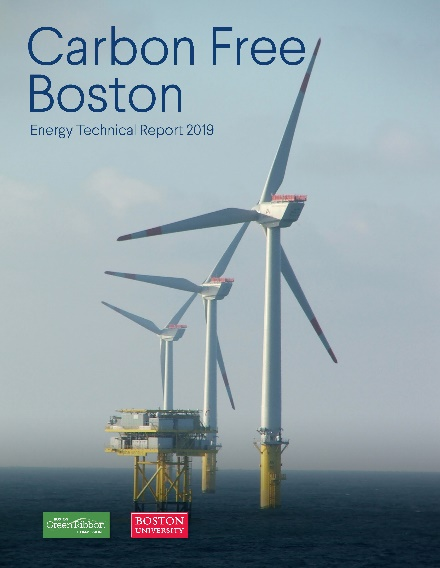 Carbon Free
Boston
Energy Technical Report 2019
Green Ribbon
BOSTON
UNIVERSITY